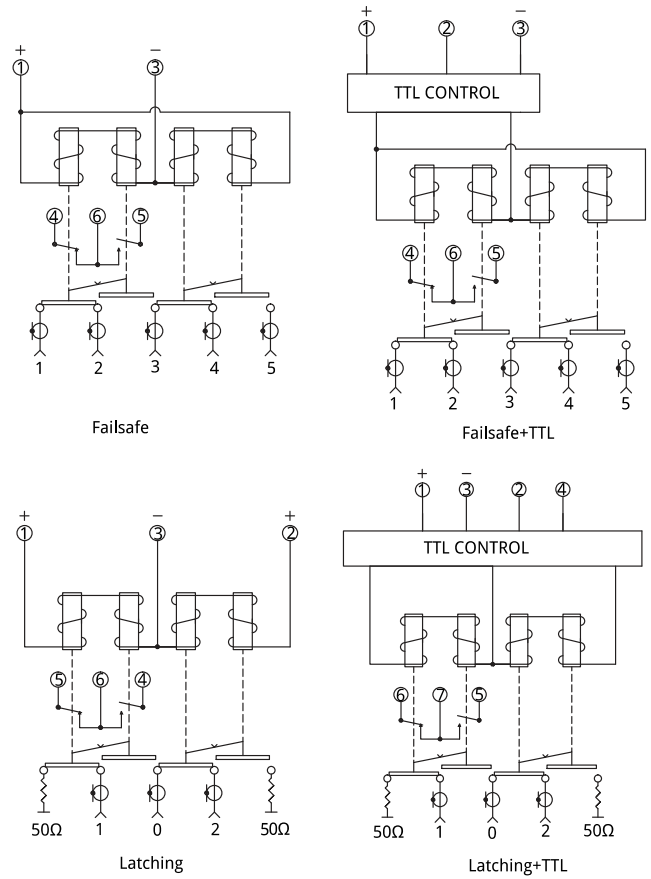 + −
1 3
4 6 5
1 2 3 4 5
Failsafe
+ −
1 2 3
TTL CONTROL
4 6 5
1 2 3 4 5
Failsafe+TTL
+ − +
1 3 2
5 6 4
50Ω 1 0 2 50Ω
Latching
+ −
1 3 2 4
TTL CONTROL
6 7 5
50Ω 1 0 2 50Ω
Latching+TTL